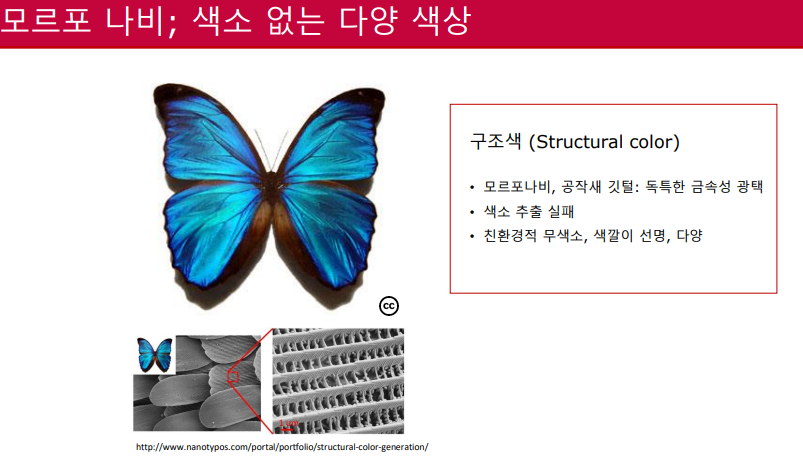 모르포 나비; 색소 없는 다양 색상
구조색 (Structural color)
• 모르포나비, 공작새 깃털: 독특한 금속성 광택
• 색소 추출 실패
• 친환경적 무색소, 색깔이 선명, 다양
cc
http://www.nanotypos.com/portal/portfolio/structural-color-generation/